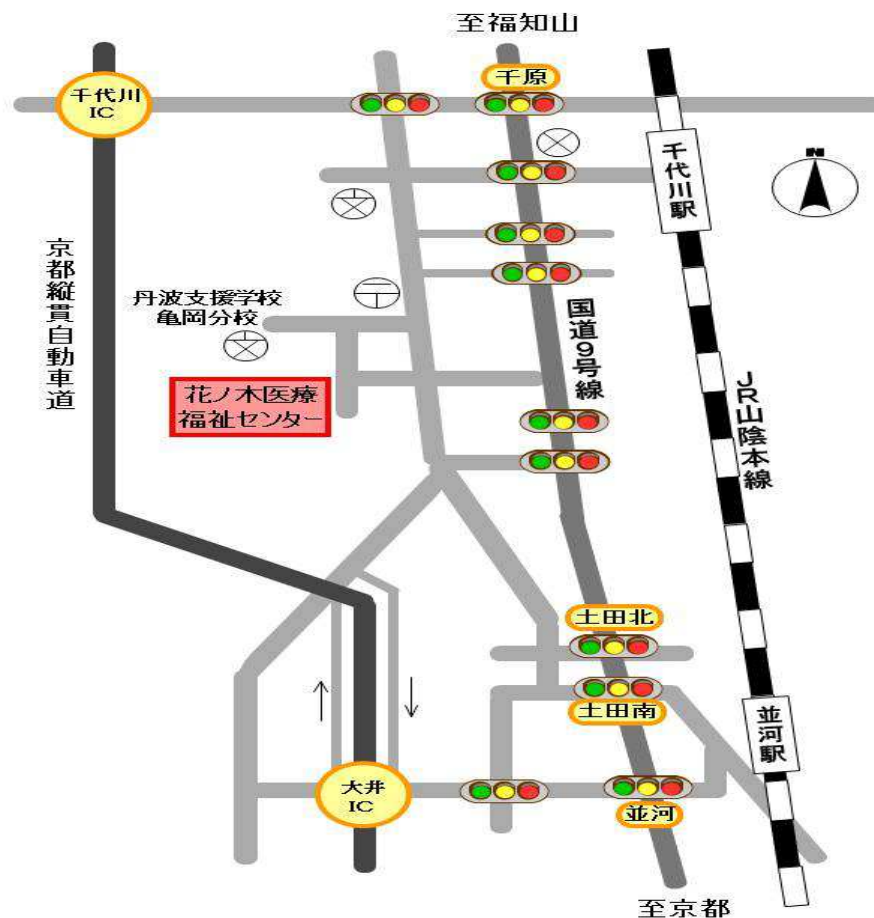 至福知山
千原
千代川
IC
千代川駅
N
京都縦貫自動車道
丹波支援学校
亀岡分校
国道9号線
花ノ木医療
福祉センター
JR山陰本線
土田北
土田南
並河駅
大井
IC
並河
至京都